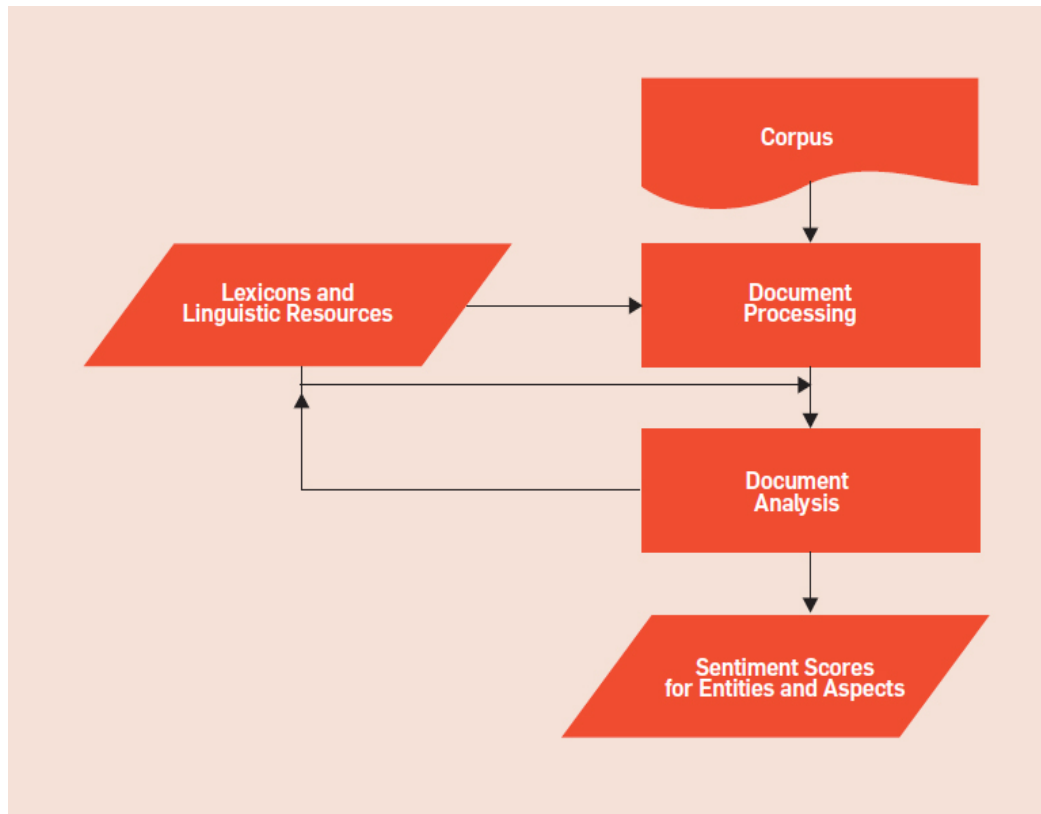 Corpus
Lexicons and
Linguistic Resources
Document
Processing
Document
Analysis
Sentiment Scores
for Entities and Aspects